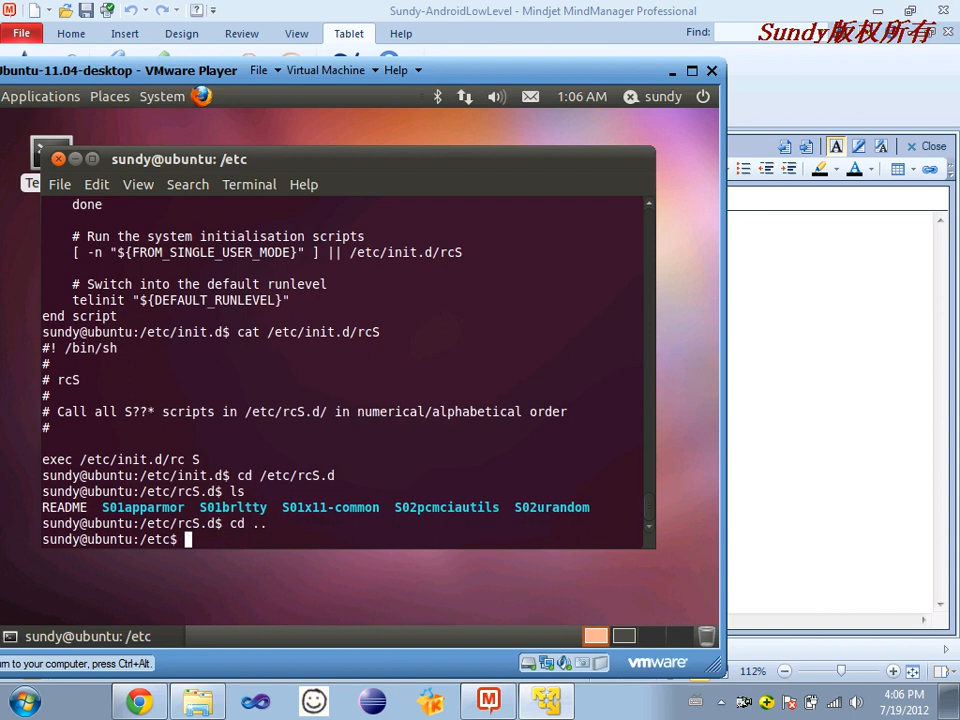 Sundy-AndroidLowLevel - Mindjet MindManager Professional
File Home Insert Design Review View Tablet Help Find:
Sundy版权所有
Ubuntu-11.04-desktop - VMware Player File Virtual Machine Help
Applications Places System 1:06 AM sundy
Te
sundy@ubuntu: /etc
Close
File Edit View Search Terminal Help
done
# Run the system initialisation scripts
[ -n "${FROM_SINGLE_USER_MODE}" ] || /etc/init.d/rcS
# Switch into the default runlevel
telinit "${DEFAULT_RUNLEVEL}"
end script
sundy@ubuntu:/etc/init.d$ cat /etc/init.d/rcS
#! /bin/sh
#
# rcS
#
# Call all S??* scripts in /etc/rcS.d/ in numerical/alphabetical order
#
exec /etc/init.d/rc S
sundy@ubuntu:/etc/init.d$ cd /etc/rcS.d
sundy@ubuntu:/etc/rcS.d$ ls
README S01apparmor S01brltty S01x11-common S02pcmciautils S02urandom
sundy@ubuntu:/etc/rcS.d$ cd ..
sundy@ubuntu:/etc$
sundy@ubuntu: /etc
rn to your computer, press Ctrl+Alt.
vmware
112%
4:06 PM
7/19/2012